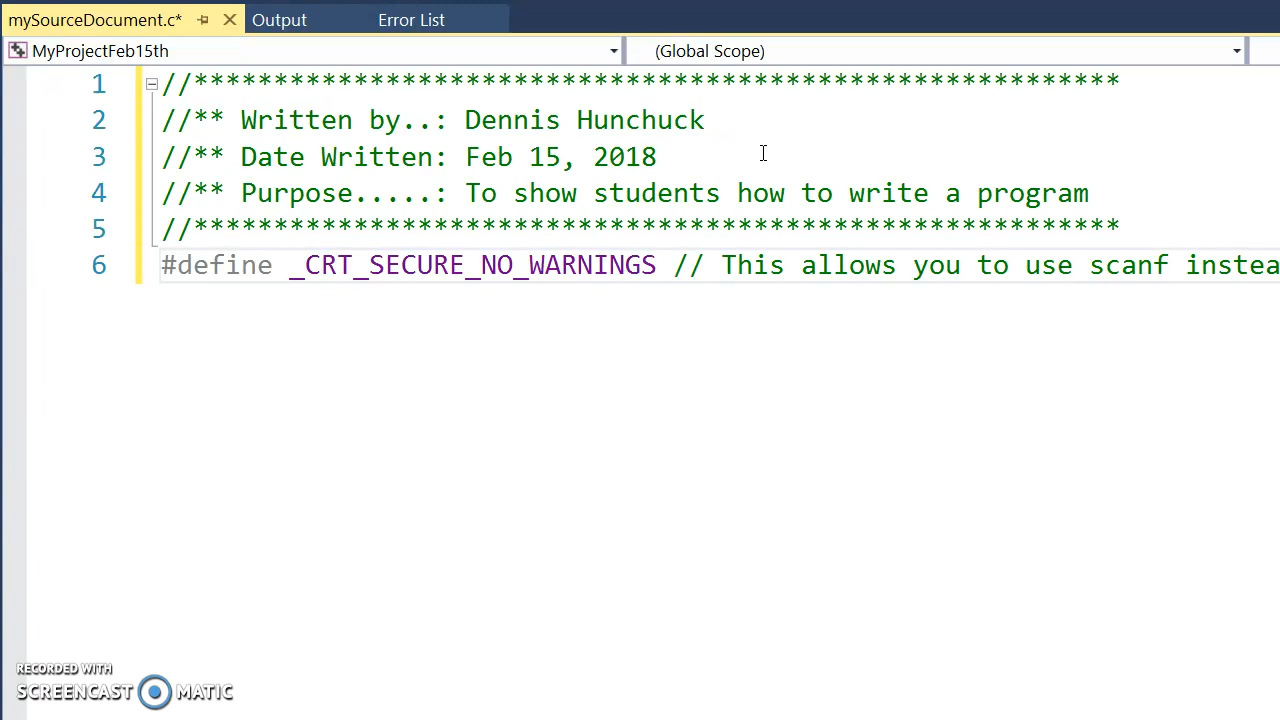 mySourceDocument.c* Output Error List
MyProjectFeb15th (Global Scope)
1 //**********************************************************
2 //** Written by..: Dennis Hunchuck
3 //** Date Written: Feb 15, 2018
4 //** Purpose.....: To show students how to write a program
5 //**********************************************************
6 #define _CRT_SECURE_NO_WARNINGS // This allows you to use scanf instea
RECORDED WITH
SCREENCAST MATIC